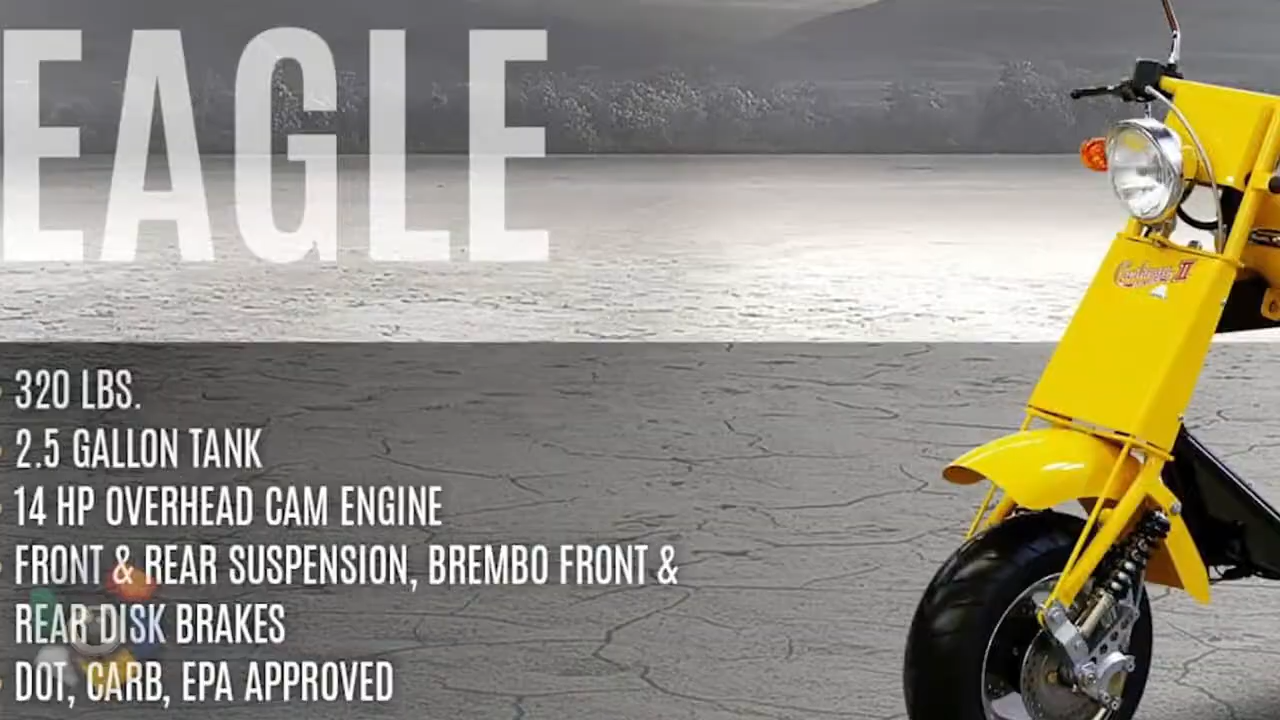 EAGLE
320 LBS.
2.5 GALLON TANK
14 HP OVERHEAD CAM ENGINE
FRONT & REAR SUSPENSION, BREMBO FRONT &
REAR DISK BRAKES
DOT, CARB, EPA APPROVED